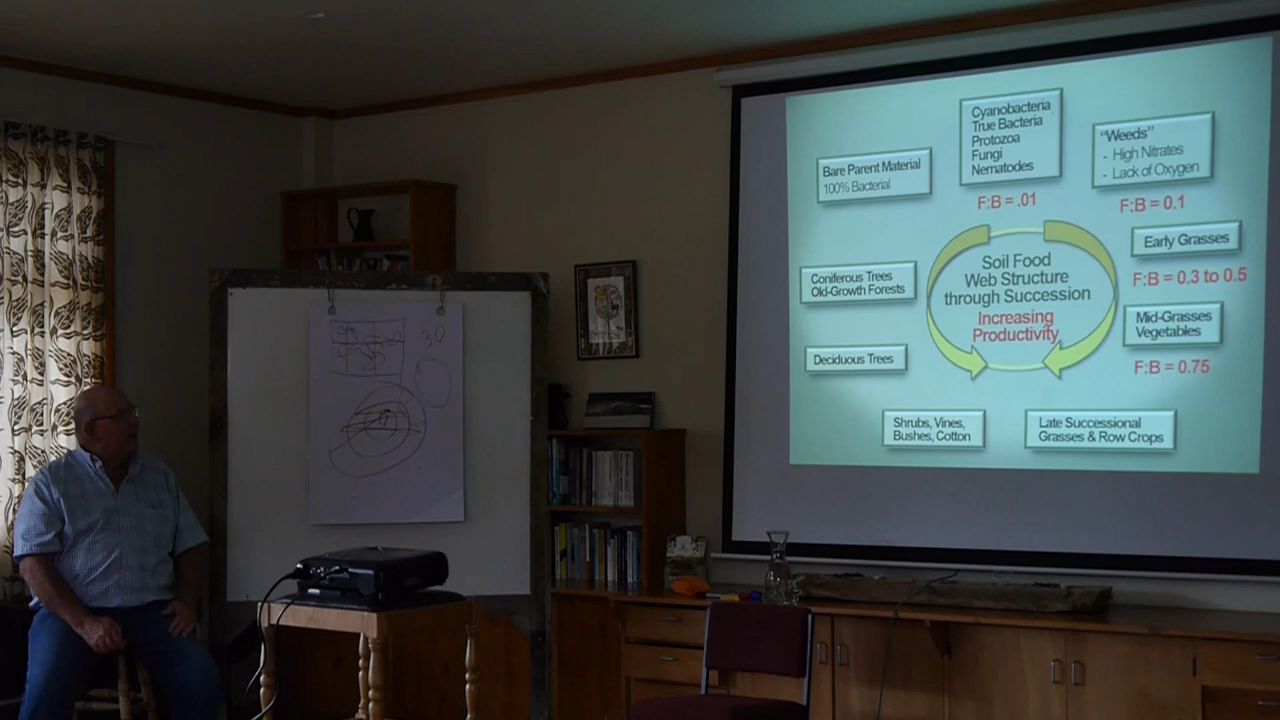 30
Cyanobacteria
True Bacteria
Protozoa
Fungi
Nematodes
F:B = .01
"Weeds"
- High Nitrates
- Lack of Oxygen
F:B = 0.1
Bare Parent Material
100% Bacterial
Early Grasses
F:B = 0.3 to 0.5
Soil Food
Web Structure
through Succession
Increasing
Productivity
Coniferous Trees
Old-Growth Forests
Mid-Grasses
Vegetables
F:B = 0.75
Deciduous Trees
Shrubs, Vines,
Bushes, Cotton
Late Successional
Grasses & Row Crops